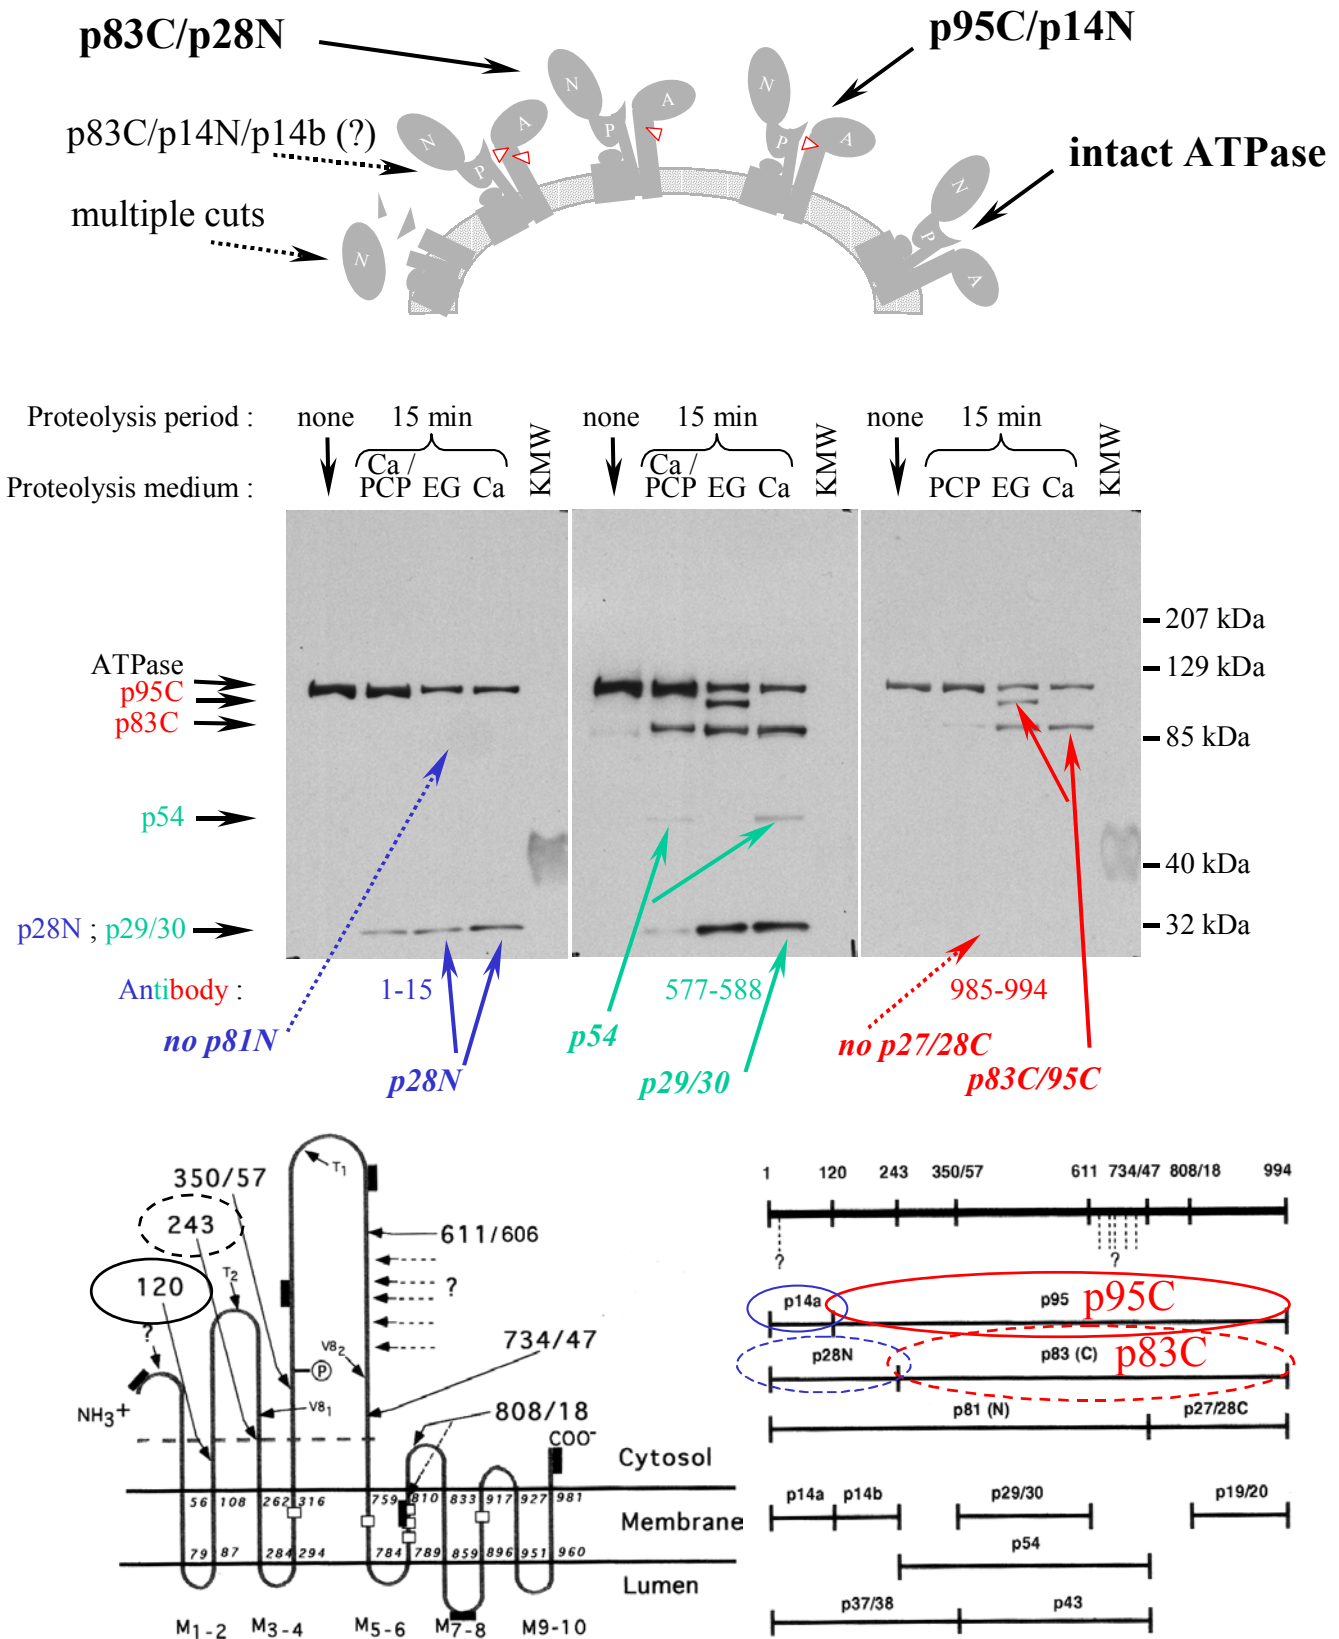 p83C/p28N
p95C/p14N
p83C/p14N/p14b (?)
intact ATPase
multiple cuts
N A N P A N P A N P A N P A N
Proteolysis period : none 15 min none 15 min none 15 min
Ca / Ca /
Proteolysis medium : PCP EG Ca KMW PCP EG Ca KMW PCP EG Ca KMW
207 kDa
ATPase 129 kDa
p95C
p83C 85 kDa
p54
40 kDa
p28N ; p29/30 32 kDa
Antibody : 1-15 577-588 985-994
no p81N p54 no p27/28C
p28N p29/30 p83C/95C
350/57
243
120
?
T1
T2
611/606
?
V82
P
734/47
V81
808/18
NH3+
COO-
Cytosol
56 108 262 316 759 810 833 917 927 981
Membrane
79 87 284 294 784 789 859 896 951 960
Lumen
M1-2 M3-4 M5-6 M7-8 M9-10
1 120 243 350/57 611 734/47 808/18 994
? ?
p14a p95 p95C
p28N p83 (C) p83C
p81 (N) p27/28C
p14a p14b p29/30 p19/20
p54
p37/38 p43